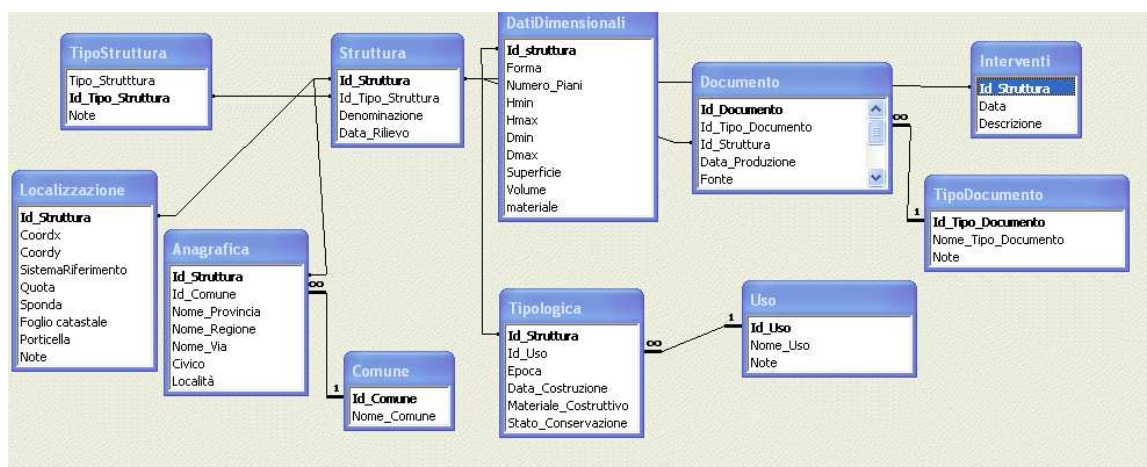 TipoStruttura
Tipo_Strutttura
Id_Tipo_Struttura
Note
Struttura
Id_Struttura
Id_Tipo_Struttura
Denominazione
Data_Rilievo
DatiDimensionali
Id_struttura
Forma
Numero_Piani
Hmin
Hmax
Dmin
Dmax
Superficie
Volume
materiale
Documento
Id_Documento
Id_Tipo_Documento
Id_Struttura
Data_Produzione
Fonte
Interventi
Id_Struttura
Data
Descrizione
∞
1
TipoDocumento
Id_Tipo_Documento
Nome_Tipo_Documento
Note
Localizzazione
Id_Struttura
Coordx
Coordy
SistemaRiferimento
Quota
Sponda
Foglio catastale
Porticella
Note
Anagrafica
Id_Struttura
Id_Comune
Nome_Provincia
Nome_Regione
Nome_Via
Civico
Località
∞
1
Comune
Id_Comune
Nome_Comune
Tipologica
Id_Struttura
Id_Uso
Epoca
Data_Costruzione
Materiale_Costruttivo
Stato_Conservazione
∞
1
Uso
Id_Uso
Nome_Uso
Note